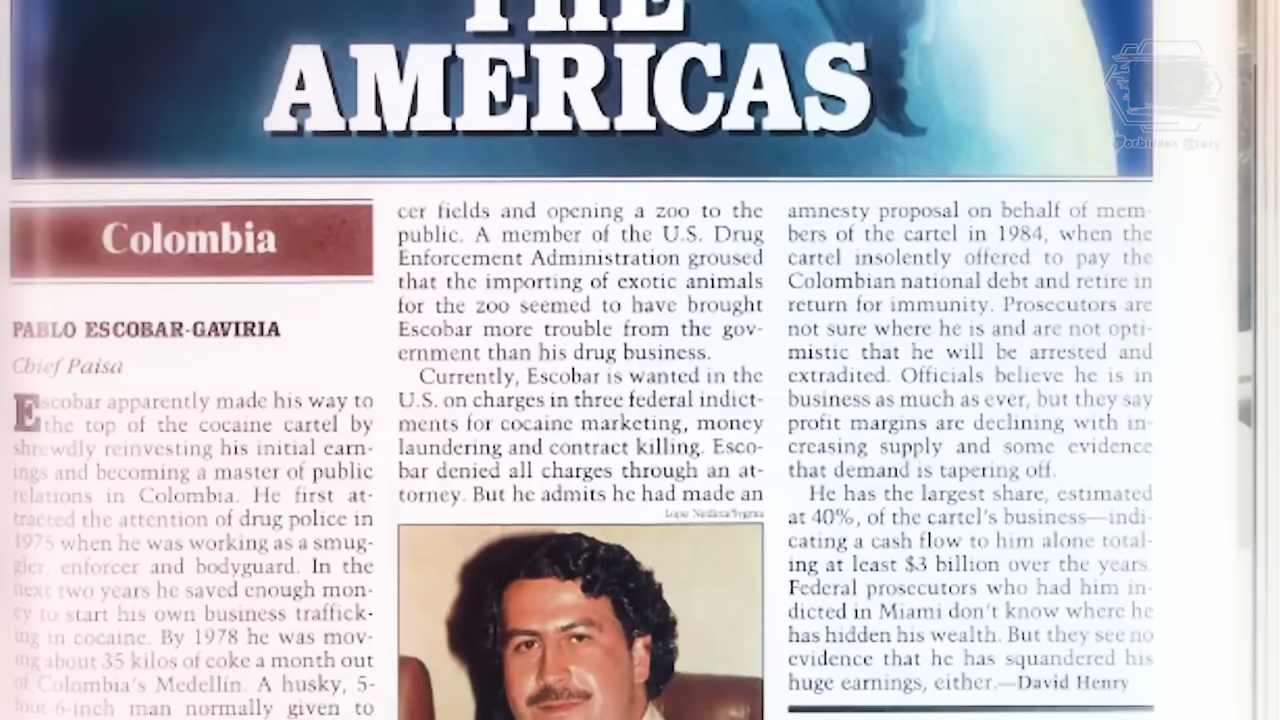 THE
AMERICAS
Colombia
PABLO ESCOBAR-GAVIRIA
Chief Paisa
Escobar apparently made his way to
the top of the cocaine cartel by
shrewdly reinvesting his initial earn-
ings and becoming a master of public
relations in Colombia. He first at-
tracted the attention of drug police in
1975 when he was working as a smug-
gler, enforcer and bodyguard. In the
next two years he saved enough mon-
ey to start his own business traffick-
ing in cocaine. By 1978 he was mov-
ing about 35 kilos of coke a month out
of Colombia's Medellín. A husky, 5-
foot-6-inch man normally given to
cer fields and opening a zoo to the
public. A member of the U.S. Drug
Enforcement Administration groused
that the importing of exotic animals
for the zoo seemed to have brought
Escobar more trouble from the gov-
ernment than his drug business.
Currently, Escobar is wanted in the
U.S. on charges in three federal indict-
ments for cocaine marketing, money
laundering and contract killing. Esco-
bar denied all charges through an at-
torney. But he admits he had made an
amnesty proposal on behalf of mem-
bers of the cartel in 1984, when the
cartel insolently offered to pay the
Colombian national debt and retire in
return for immunity. Prosecutors are
not sure where he is and are not opti-
mistic that he will be arrested and
extradited. Officials believe he is in
business as much as ever, but they say
profit margins are declining with in-
creasing supply and some evidence
that demand is tapering off.
He has the largest share, estimated
at 40%, of the cartel's business—indi-
cating a cash flow to him alone total-
ing at least $3 billion over the years.
Federal prosecutors who had him in-
dicted in Miami don't know where he
has hidden his wealth. But they see no
evidence that he has squandered his
huge earnings, either.—David Henry